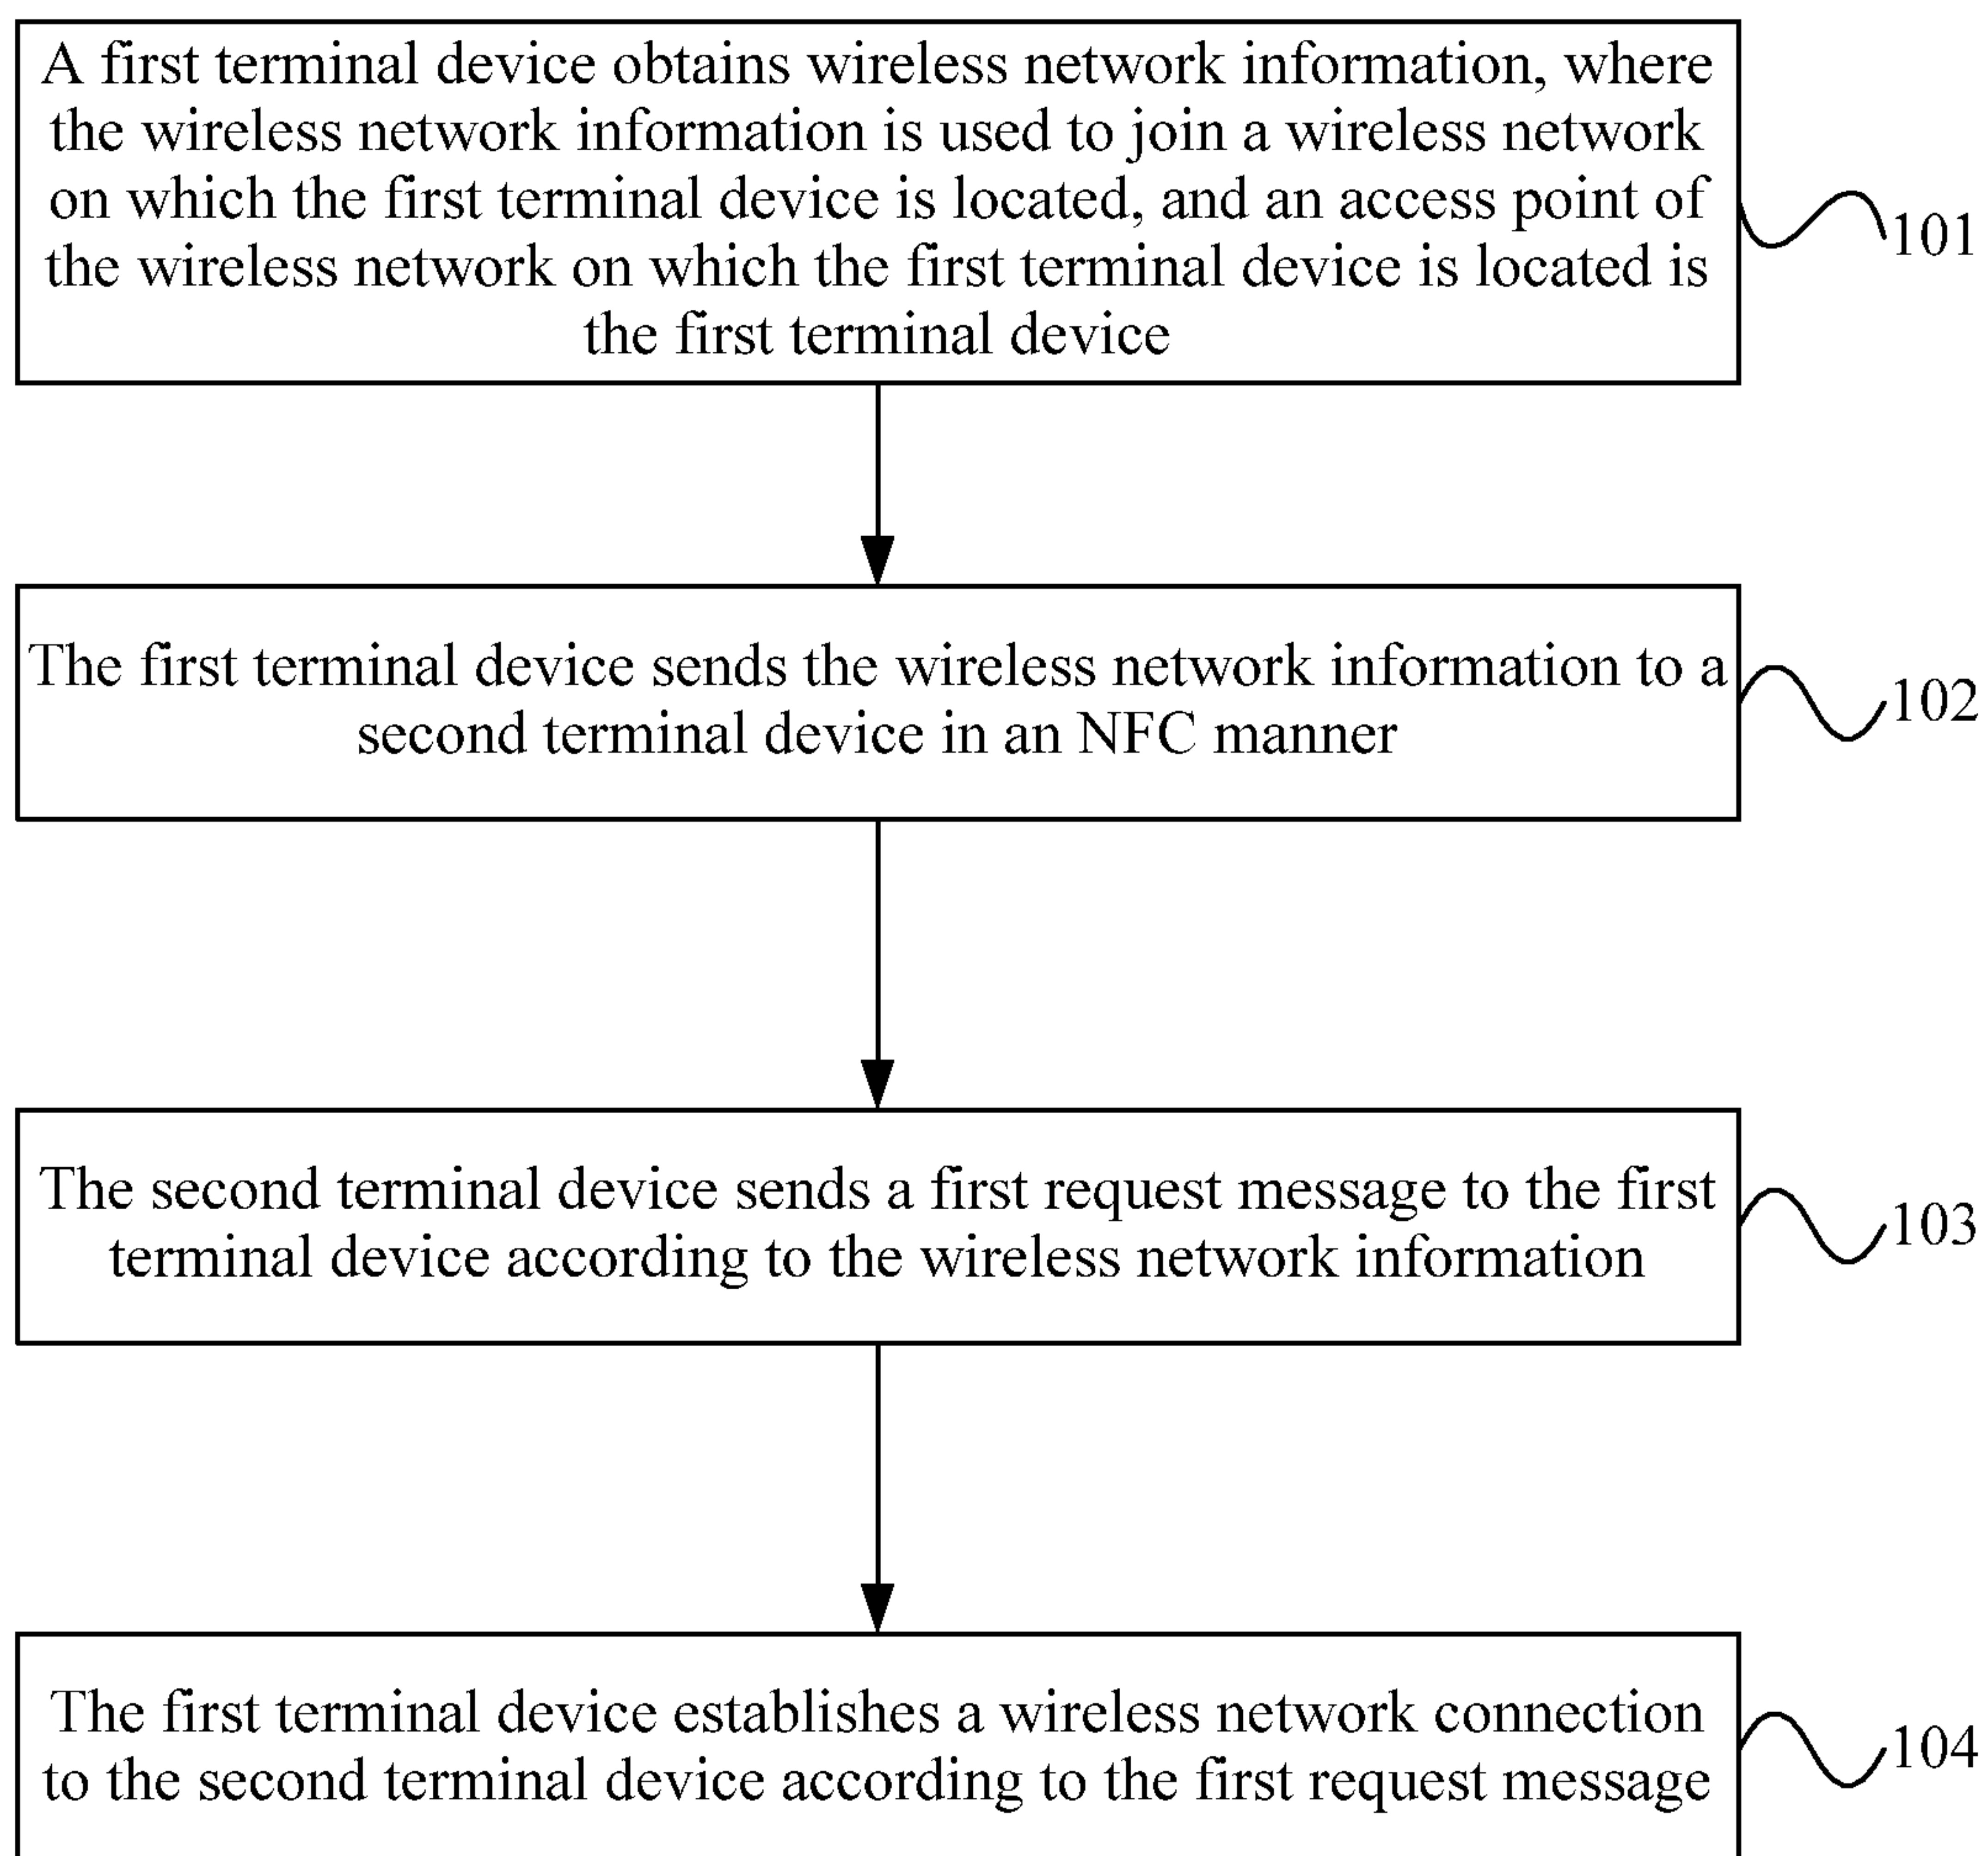 A first terminal device obtains wireless network information, where
the wireless network information is used to join a wireless network
on which the first terminal device is located, and an access point of
the wireless network on which the first terminal device is located is
the first terminal device
101
The first terminal device sends the wireless network information to a
second terminal device in an NFC manner
102
The second terminal device sends a first request message to the first
terminal device according to the wireless network information
103
The first terminal device establishes a wireless network connection
to the second terminal device according to the first request message
104